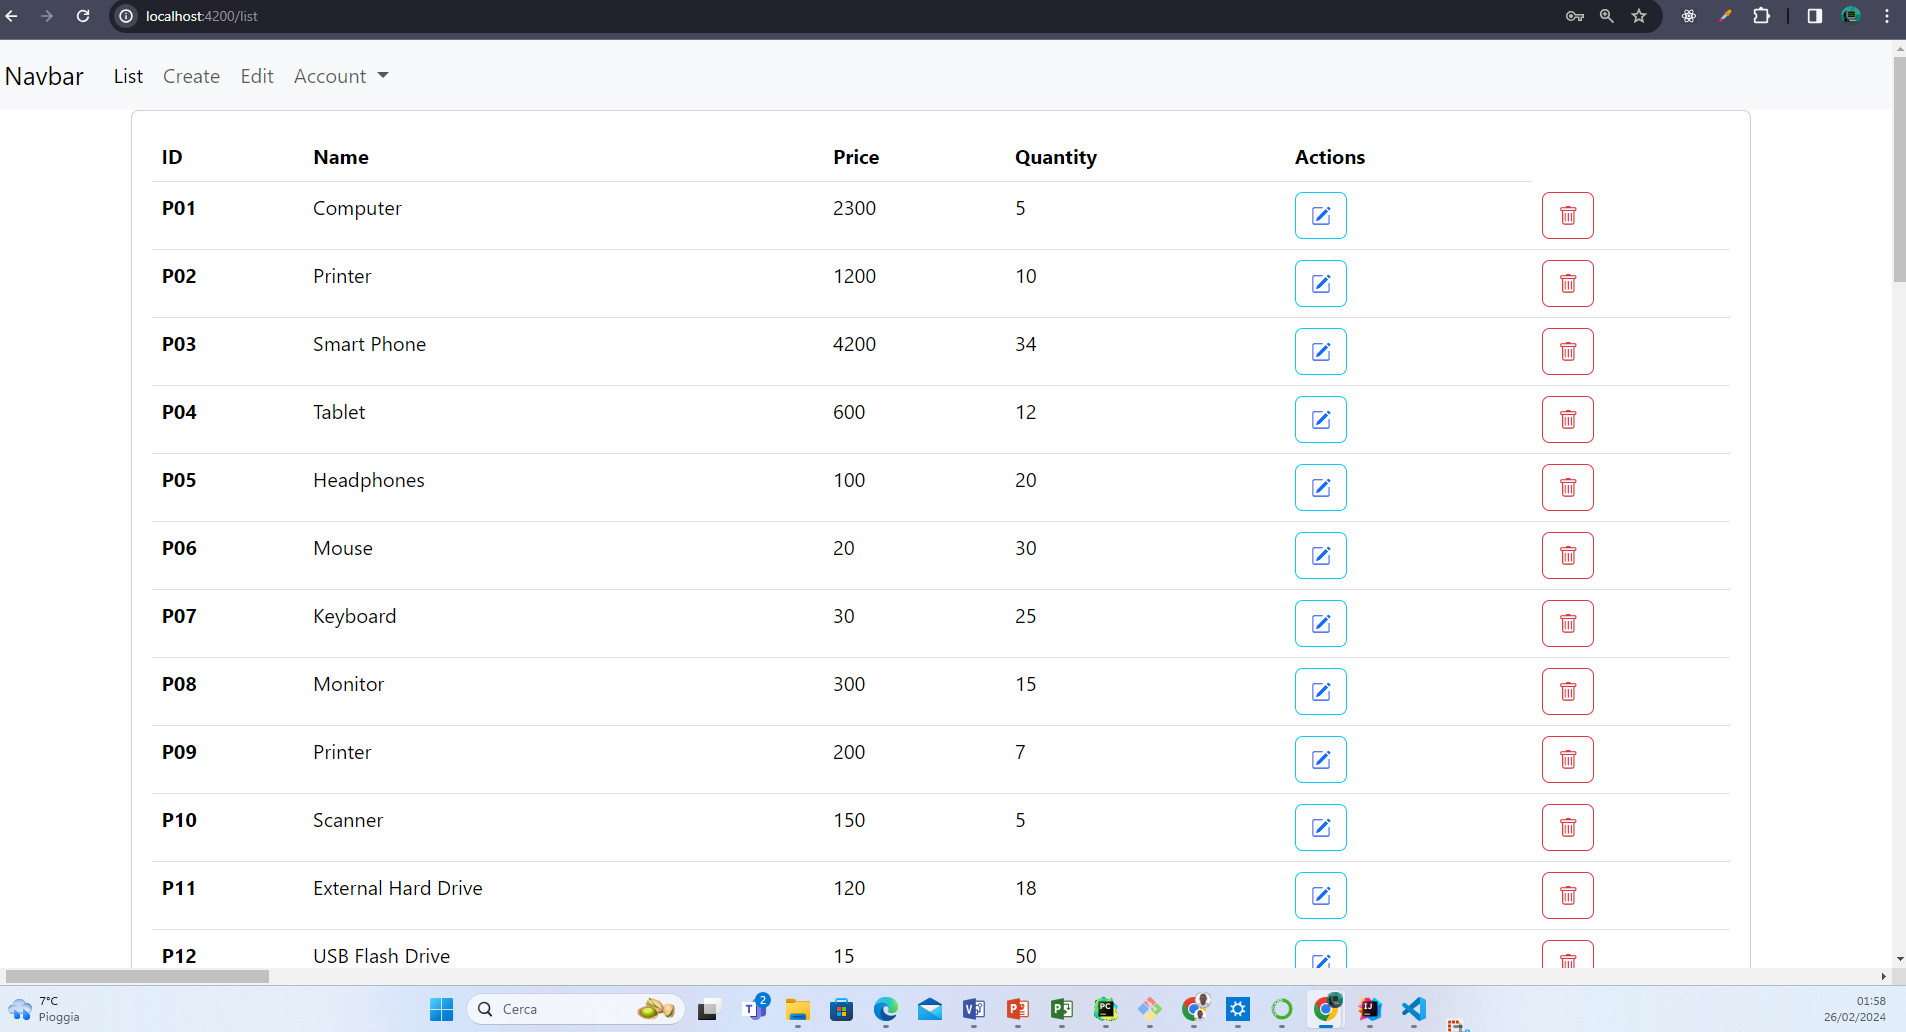 localhost:4200/list
Navbar List Create Edit Account
ID Name Price Quantity Actions
P01 Computer 2300 5
P02 Printer 1200 10
P03 Smart Phone 4200 34
P04 Tablet 600 12
P05 Headphones 100 20
P06 Mouse 20 30
P07 Keyboard 30 25
P08 Monitor 300 15
P09 Printer 200 7
P10 Scanner 150 5
P11 External Hard Drive 120 18
P12 USB Flash Drive 15 50
7°C
Pioggia
Cerca
2
01:58
26/02/2024